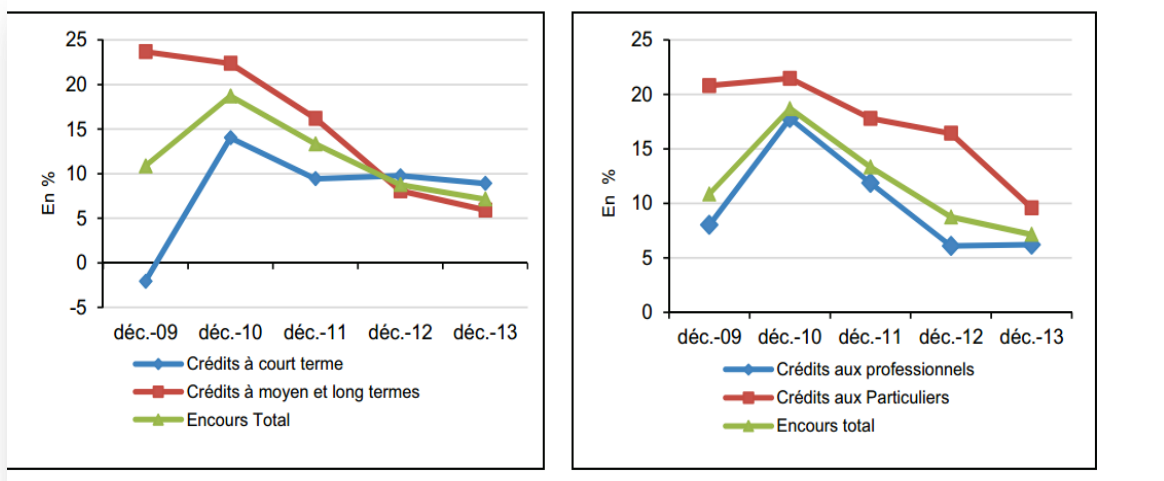 25
20
15
10
5
0
-5
En %
déc.-09 déc.-10 déc.-11 déc.-12 déc.-13
Crédits à court terme
Crédits à moyen et long termes
Encours Total
25
20
15
10
5
0
En %
déc.-09 déc.-10 déc.-11 déc.-12 déc.-13
Crédits aux professionnels
Crédits aux Particuliers
Encours total